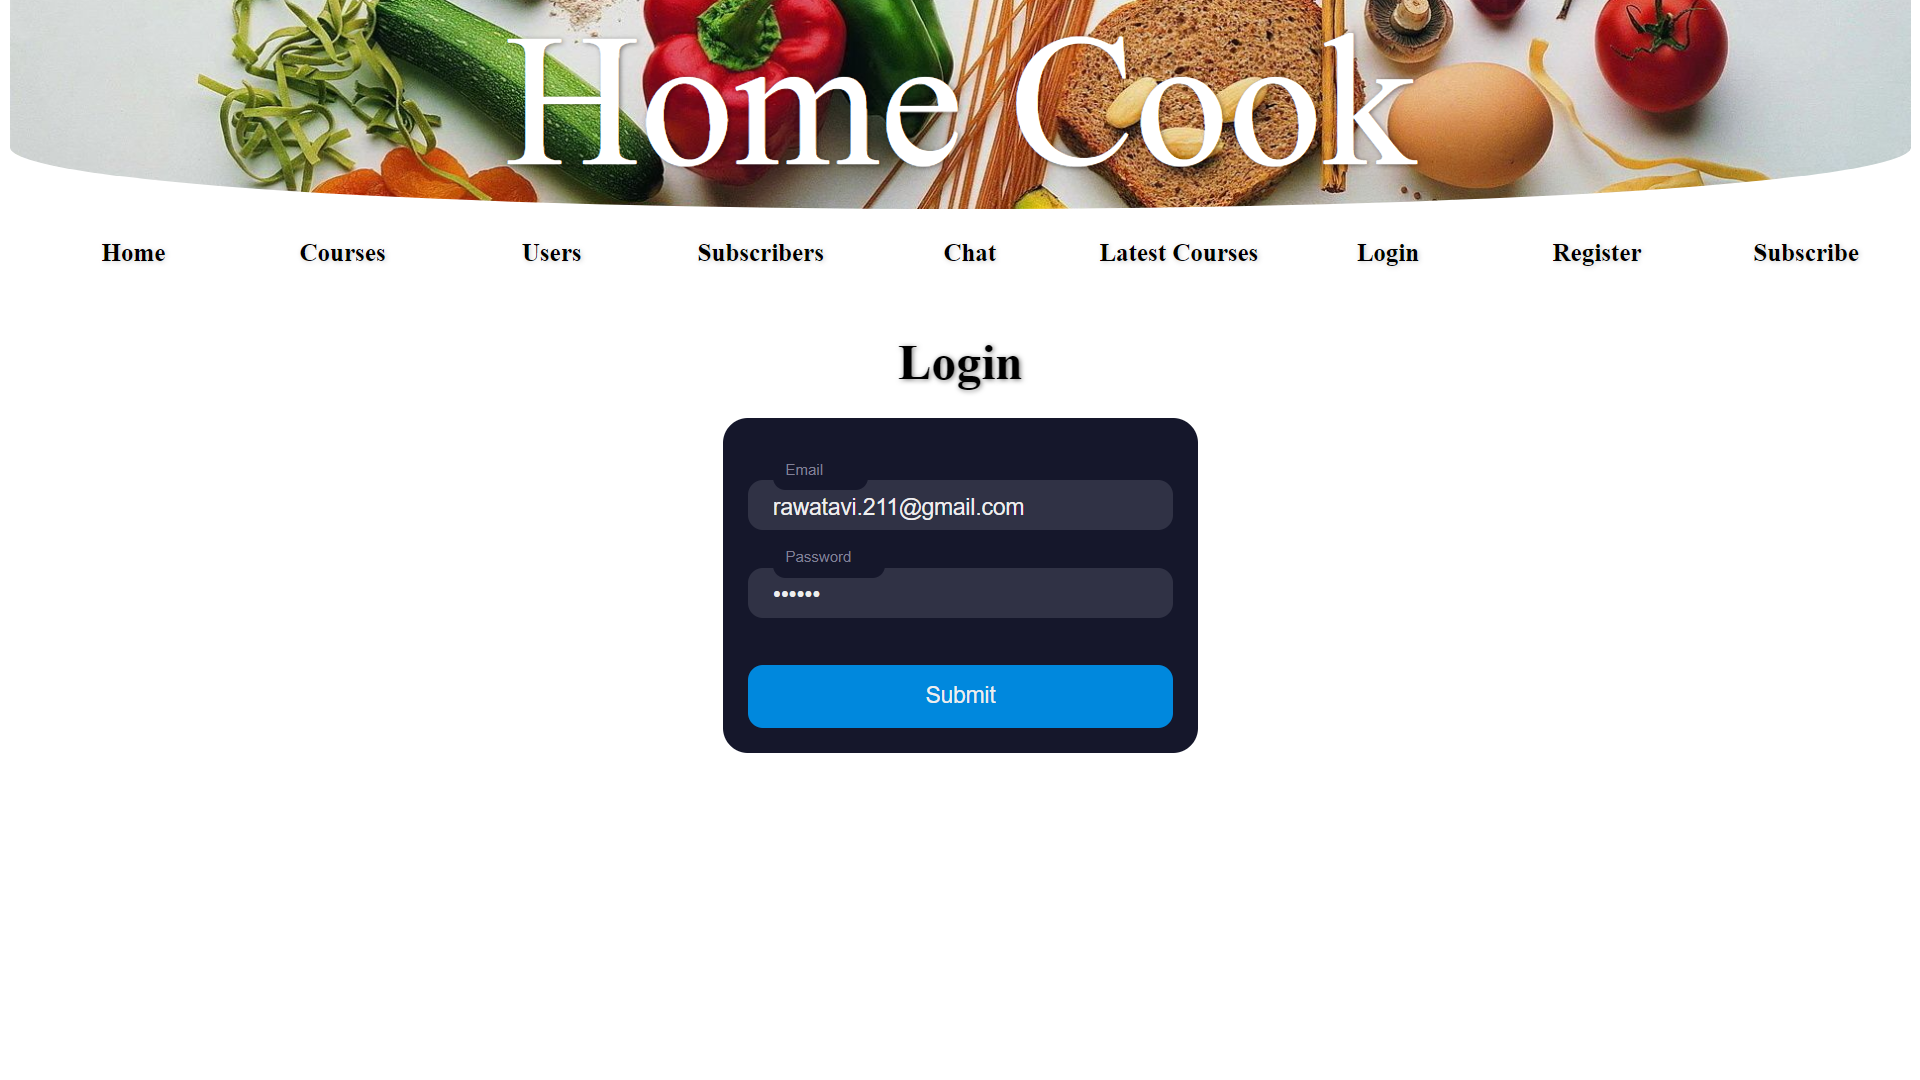 Home Cook
Home Courses Users Subscribers Chat Latest Courses Login Register Subscribe
Login
Email
rawatavi.211@gmail.com
Password
••••••
Submit